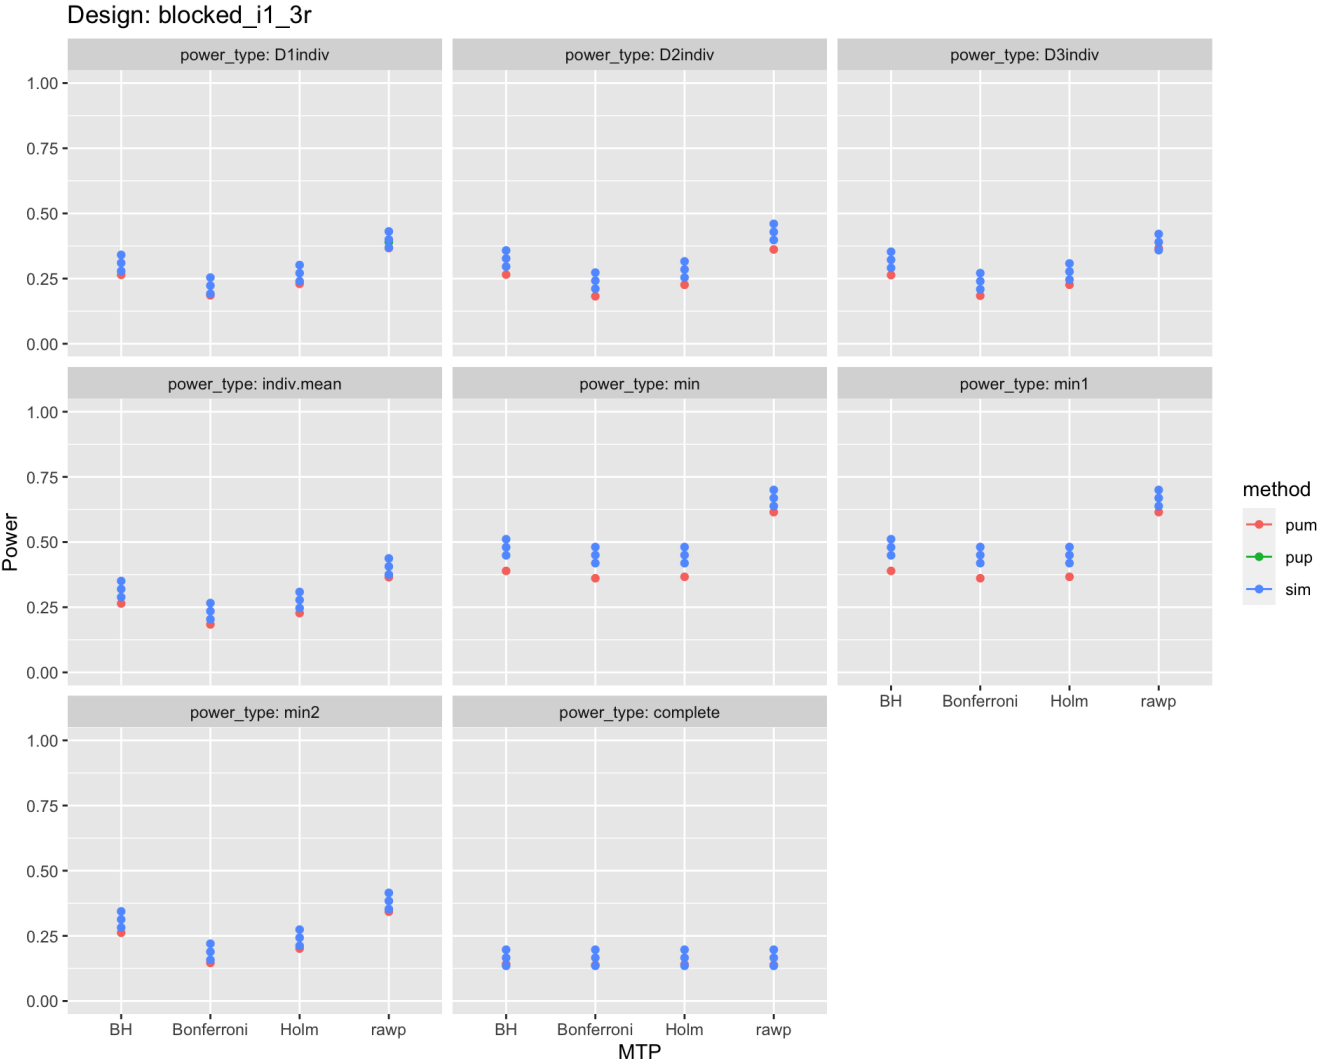 Design: blocked_i1_3r
power_type: D1indiv
power_type: D2indiv
power_type: D3indiv
1.00
0.75
0.50
0.25
0.00
power_type: indiv.mean
power_type: min
power_type: min1
1.00
0.75
0.50
0.25
0.00
BH Bonferroni Holm rawp
power_type: min2
power_type: complete
1.00
0.75
0.50
0.25
0.00
BH Bonferroni Holm rawp
BH Bonferroni Holm rawp
MTP
Power
method
pum
pup
sim